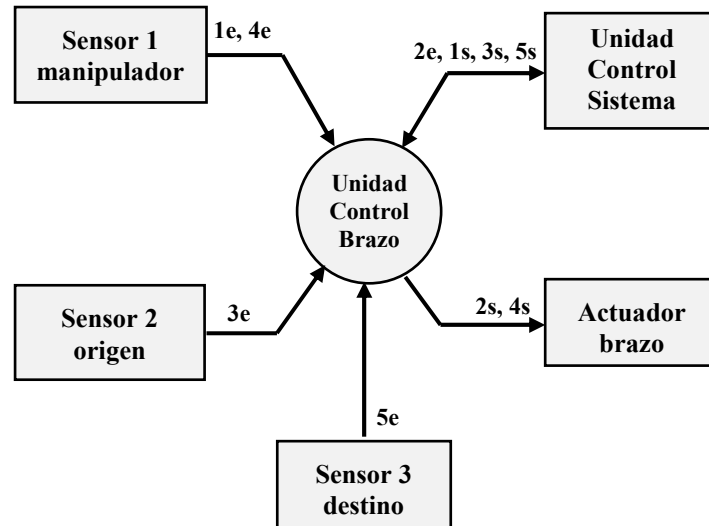 Sensor 1
manipulador
1e, 4e
2e, 1s, 3s, 5s
Unidad
Control
Sistema
Unidad
Control
Brazo
Sensor 2
origen
3e
2s, 4s
Actuador
brazo
5e
Sensor 3
destino